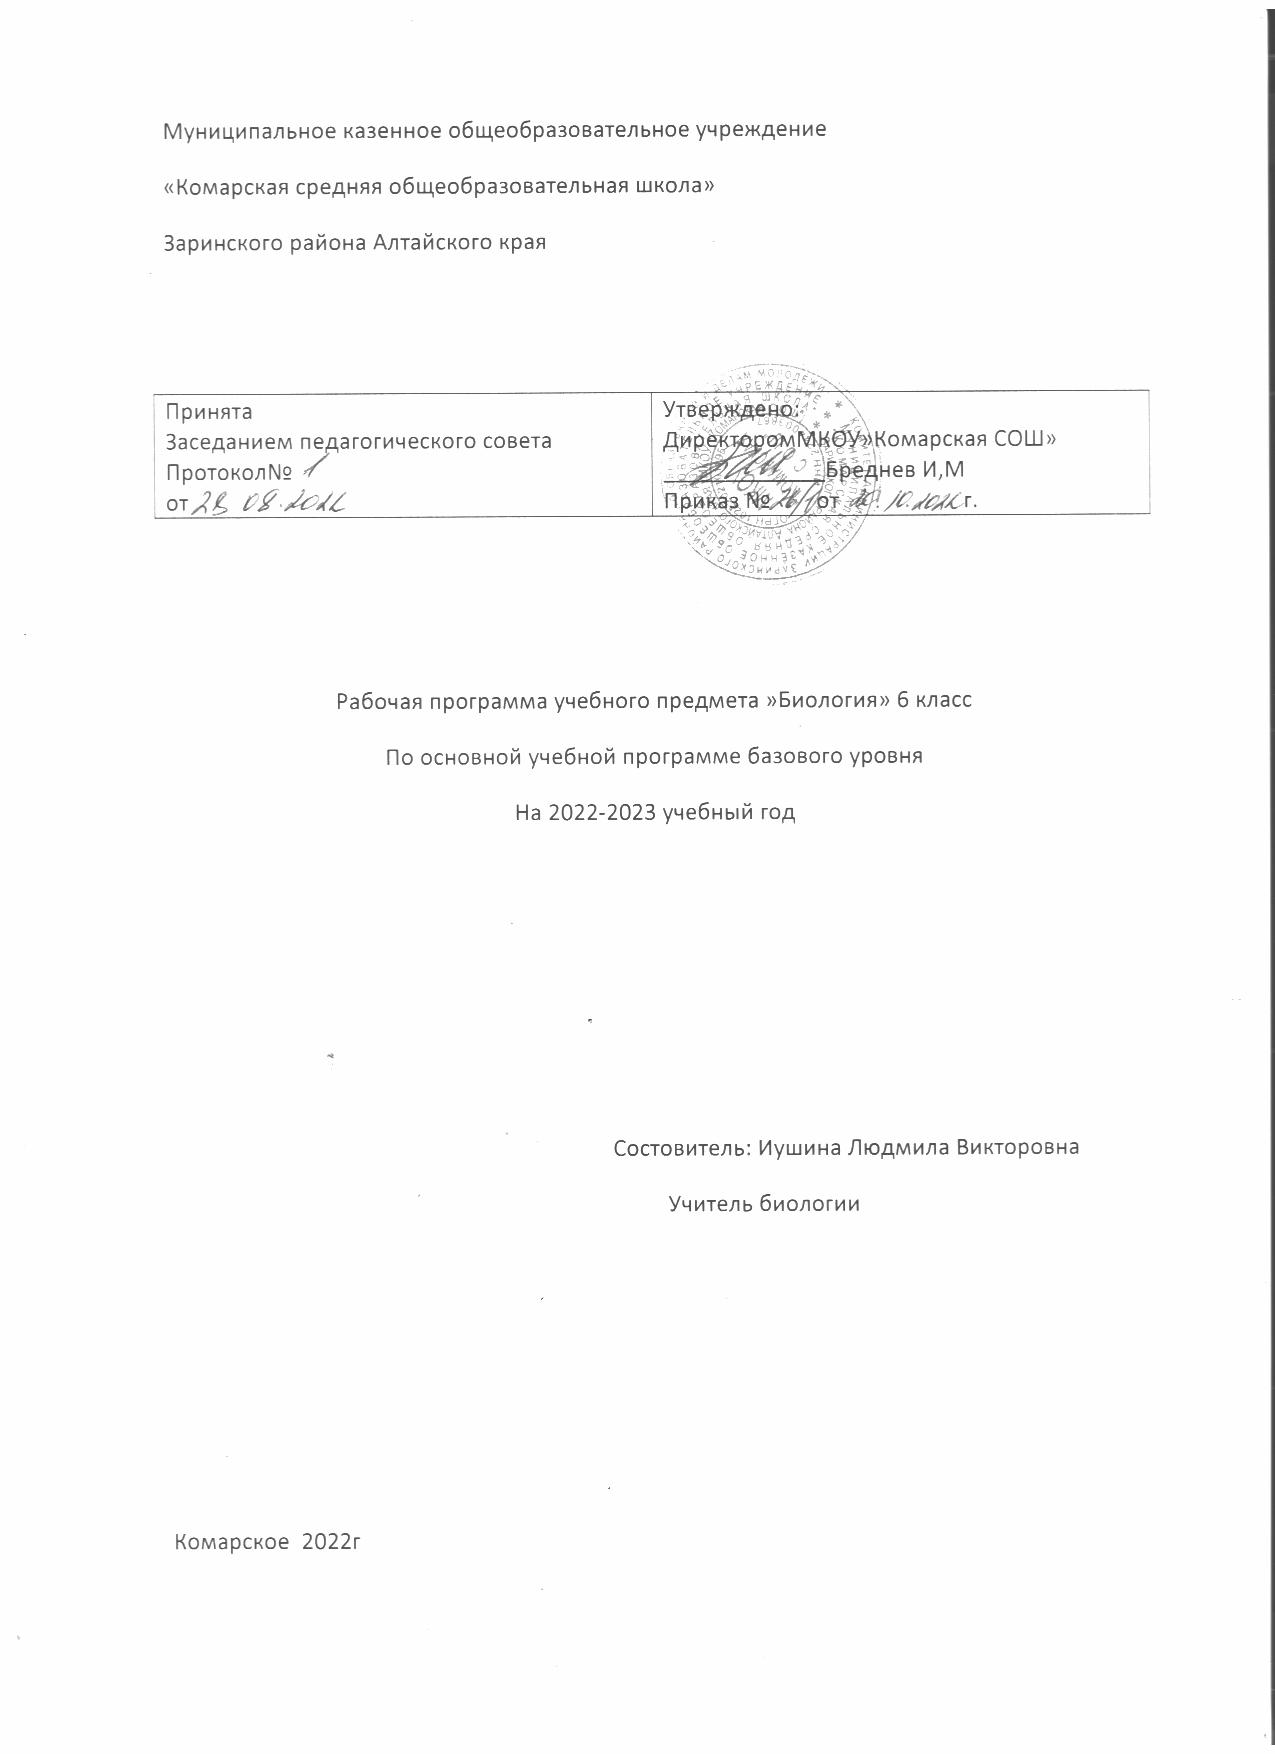 Муниципальное казенное общеобразовательное учреждение
«Комарская средняя общеобразовательная школа»
Заринского района Алтайского края
Принята
Заседанием педагогического совета
Протокол№ 1
от 28 08.2022
Утверждено:
ДиректоромМКОУ»Комарская СОШ»
Бреднев И,М
Приказ № от 10.2022г.
Рабочая программа учебного предмета »Биология» 6 класс
По основной учебной программе базового уровня
На 2022-2023 учебный год
Состовитель: Иушина Людмила Викторовна
Учитель биологии
Комарское 2022г